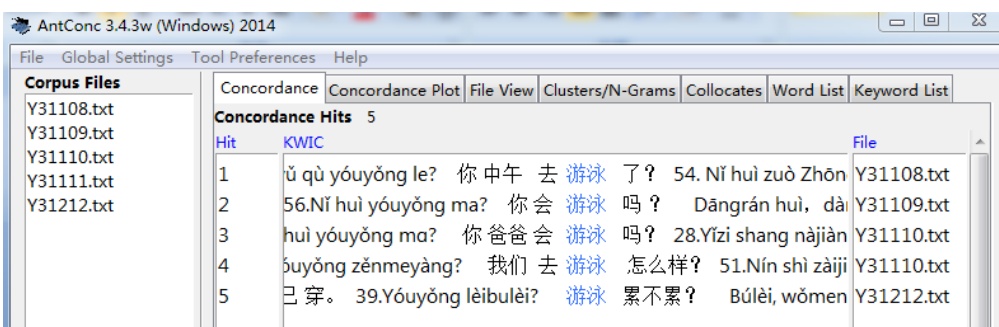 AntConc 3.4.3w (Windows) 2014
File Global Settings Tool Preferences Help
Corpus Files
Y31108.txt
Y31109.txt
Y31110.txt
Y31111.txt
Y31212.txt
Concordance Concordance Plot File View Clusters/N-Grams Collocates Word List Keyword List
Concordance Hits 5
Hit KWIC File
1 ǔ qù yóuyǒng le? 你 中午 去 游泳 了? 54. Nǐ huì zuò Zhōn Y31108.txt
2 56.Nǐ huì yóuyǒng ma? 你 会 游泳 吗 ? Dāngrán huì, dà Y31109.txt
3 huì yóuyǒng mɑ? 你 爸爸 会 游泳 吗? 28.Yǐzi shang nàjiàn Y31110.txt
4 óuyǒng zěnmeyàng? 我们 去 游泳 怎么样? 51.Nín shì zàiji Y31110.txt
5 已 穿。 39.Yóuyǒng lèibulèi? 游泳 累不累? Búlèi, wǒmen Y31212.txt